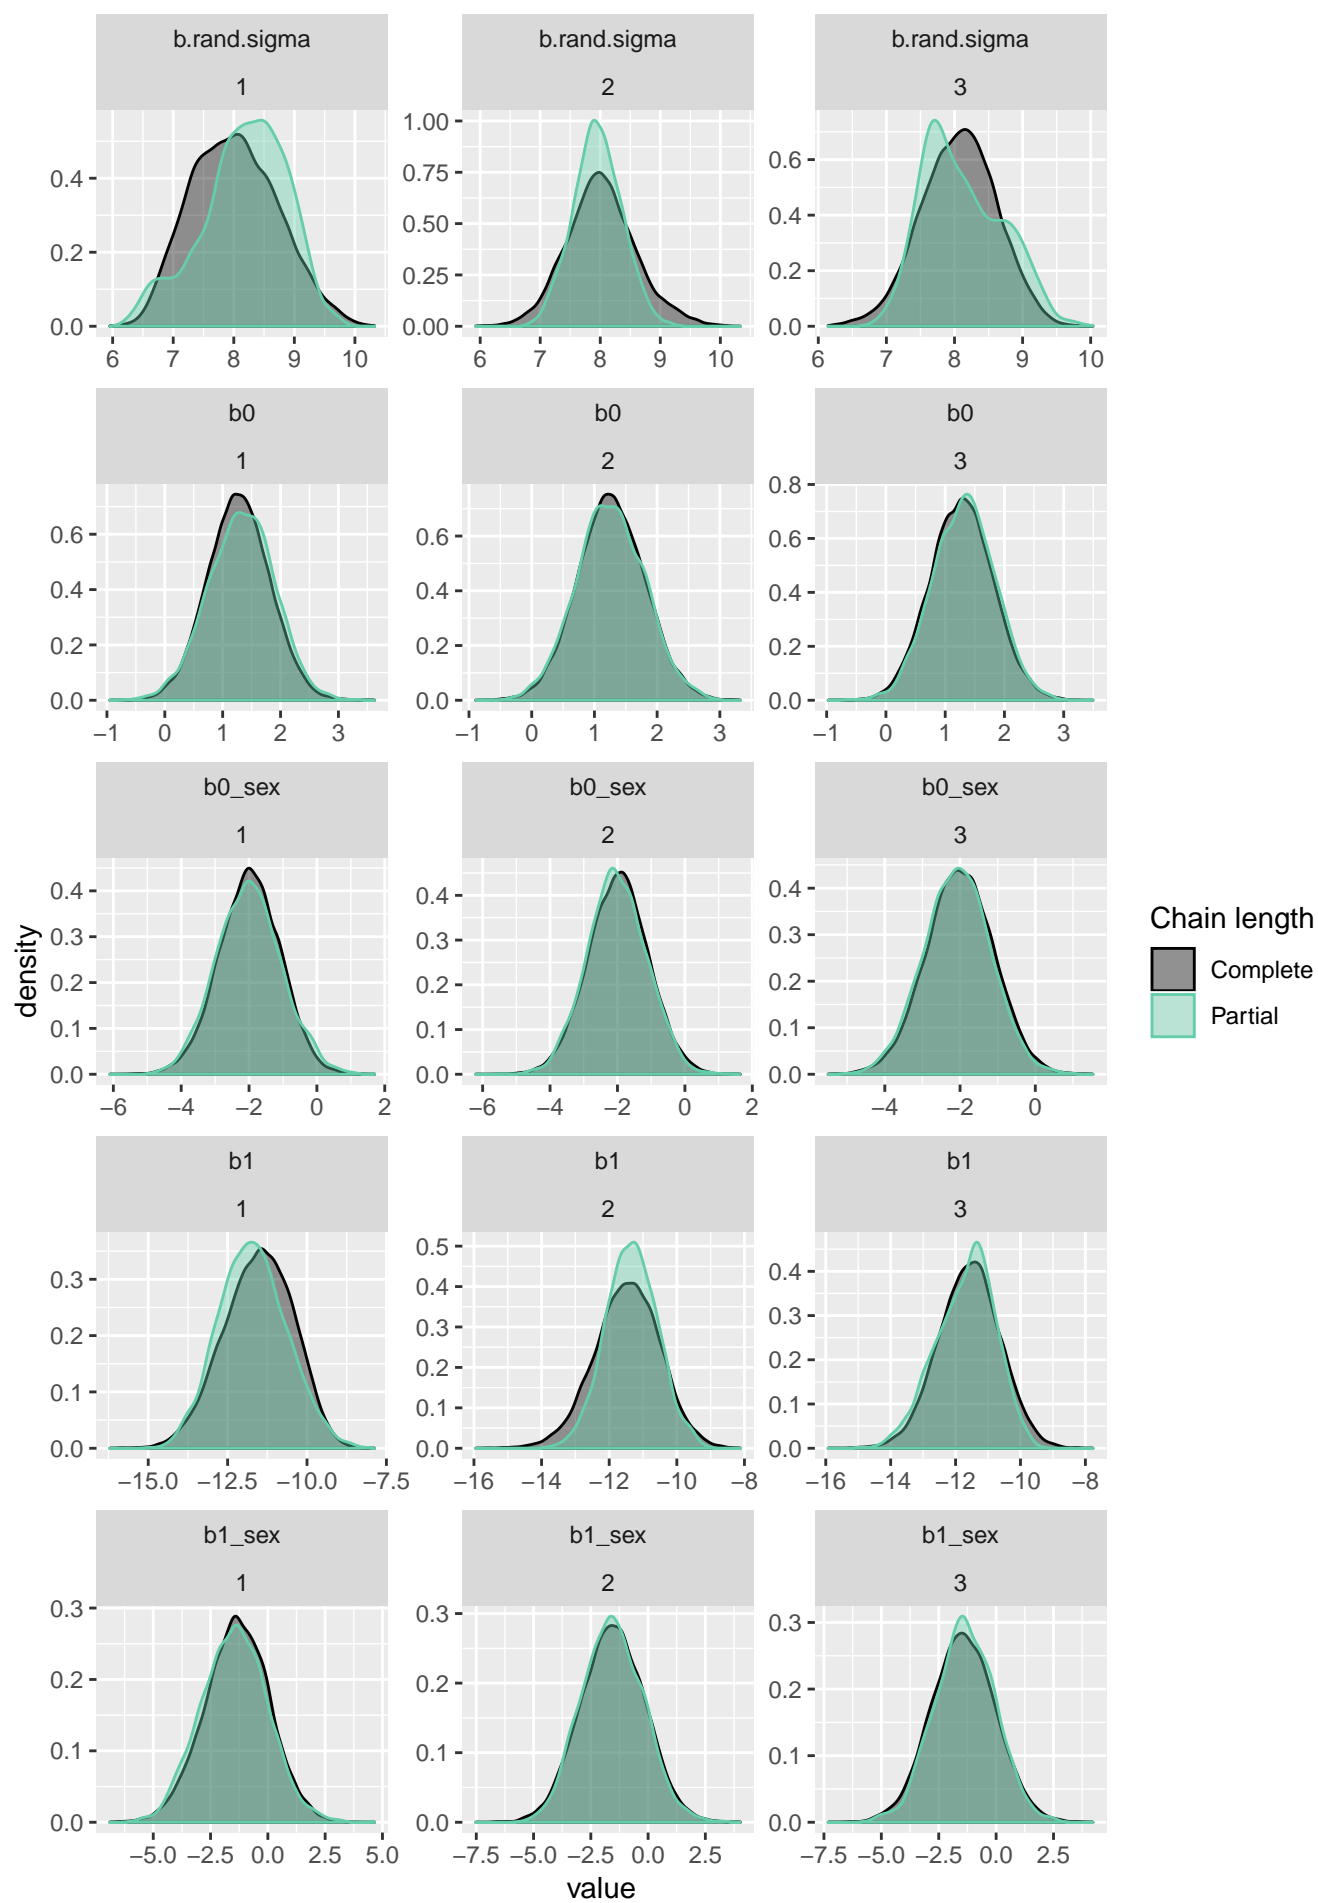 b.rand.sigma b.rand.sigma b.rand.sigma
1 2 3
0.0 0.2 0.4
6 7 8 9 10
0.00 0.25 0.50 0.75 1.00
6 7 8 9 10
0.0 0.2 0.4 0.6
6 7 8 9 10
b0 b0 b0
1 2 3
0.0 0.2 0.4 0.6
−1 0 1 2 3
0.0 0.2 0.4 0.6
−1 0 1 2 3
0.0 0.2 0.4 0.6 0.8
−1 0 1 2 3
b0_sex b0_sex b0_sex
1 2 3
0.0 0.1 0.2 0.3 0.4
−6 −4 −2 0 2
0.0 0.1 0.2 0.3 0.4
−6 −4 −2 0 2
0.0 0.1 0.2 0.3 0.4
−4 −2 0
b1 b1 b1
1 2 3
0.0 0.1 0.2 0.3
−15.0 −12.5 −10.0 −7.5
0.0 0.1 0.2 0.3 0.4 0.5
−16 −14 −12 −10 −8
0.0 0.1 0.2 0.3 0.4
−16 −14 −12 −10 −8
b1_sex b1_sex b1_sex
1 2 3
0.0 0.1 0.2 0.3
−5.0 −2.5 0.0 2.5 5.0
0.0 0.1 0.2 0.3
−7.5 −5.0 −2.5 0.0 2.5
0.0 0.1 0.2 0.3
−7.5 −5.0 −2.5 0.0 2.5
value
density
Chain length
Complete
Partial